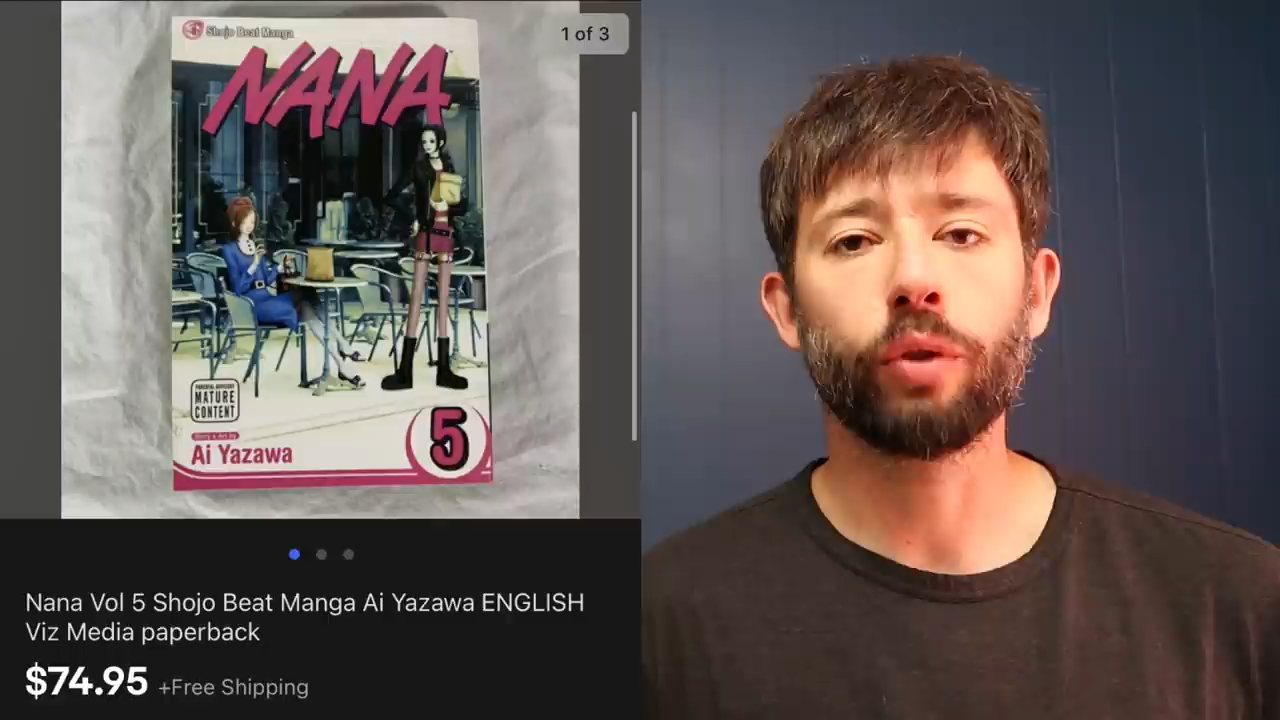 Shojo Beat Manga
1 of 3
NANA
PARENTAL ADVISORY
MATURE
CONTENT
Story & Art by
Ai Yazawa
5
Nana Vol 5 Shojo Beat Manga Ai Yazawa ENGLISH
Viz Media paperback
$74.95 +Free Shipping